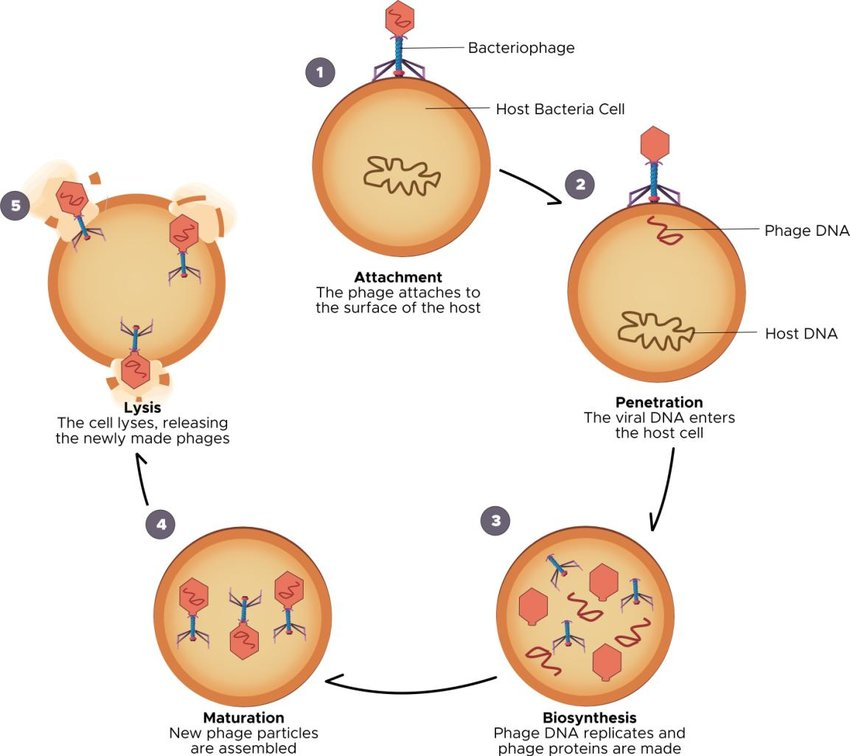 1
Bacteriophage
Host Bacteria Cell
Attachment
The phage attaches to
the surface of the host
2
Phage DNA
Host DNA
Penetration
The viral DNA enters
the host cell
3
Biosynthesis
Phage DNA replicates and
phage proteins are made
4
Maturation
New phage particles
are assembled
5
Lysis
The cell lyses, releasing
the newly made phages